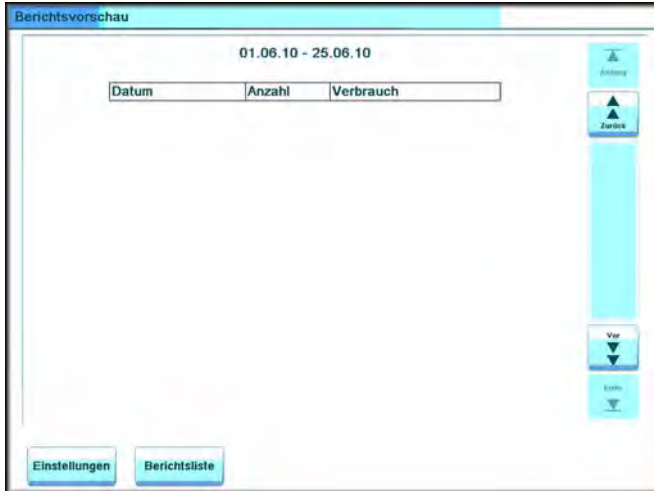 Berichtsvorschau
01.06.10 - 25.06.10
Datum Anzahl Verbrauch
Anfang
Zurück
Vor
Ende
Einstellungen Berichtsliste